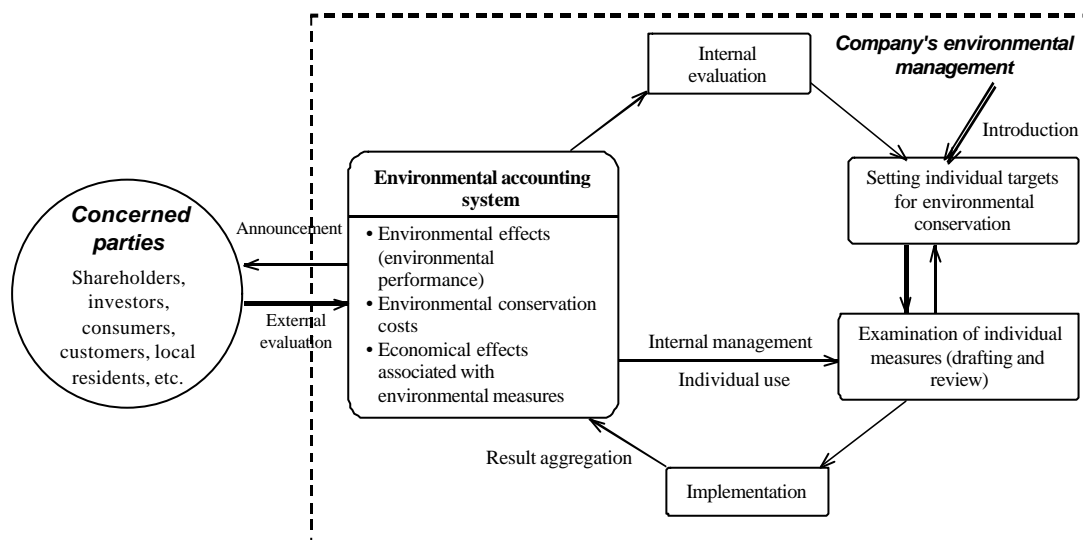 Internal
evaluation
Company's environmental
management
Introduction
Setting individual targets
for environmental
conservation
Environmental accounting
system
• Environmental effects
(environmental
performance)
• Environmental conservation
costs
• Economical effects
associated with
environmental measures
Concerned
parties
Shareholders,
investors,
consumers,
customers, local
residents, etc.
Announcement
External
evaluation
Internal management
Individual use
Examination of individual
measures (drafting and
review)
Result aggregation
Implementation